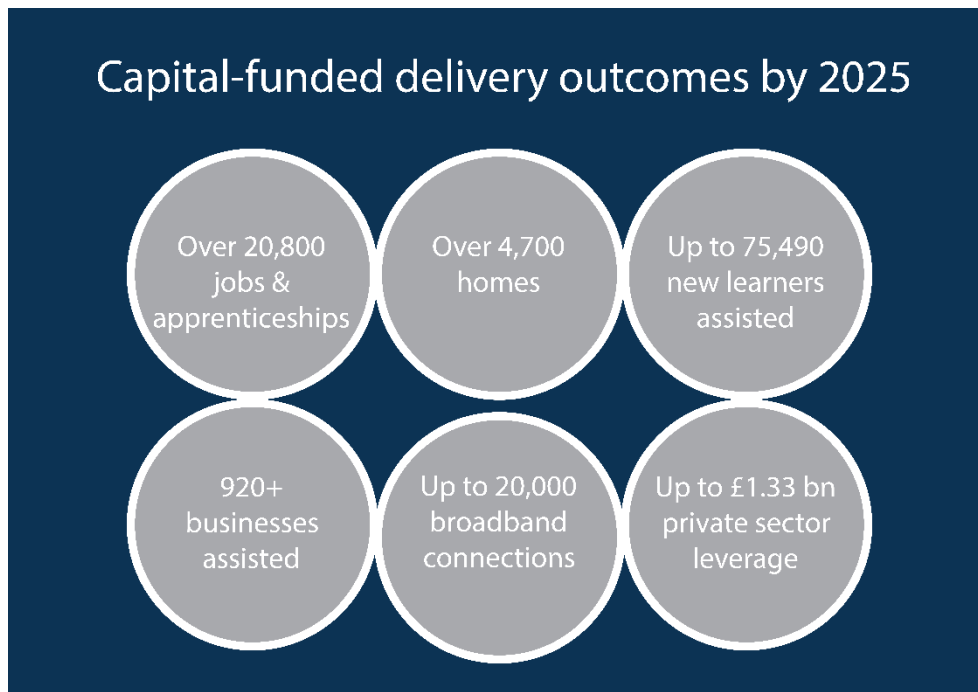 Capital-funded delivery outcomes by 2025
Over 20,800
jobs &
apprenticeships
Over 4,700
homes
Up to 75,490
new learners
assisted
920+
businesses
assisted
Up to 20,000
broadband
connections
Up to £1.33 bn
private sector
leverage